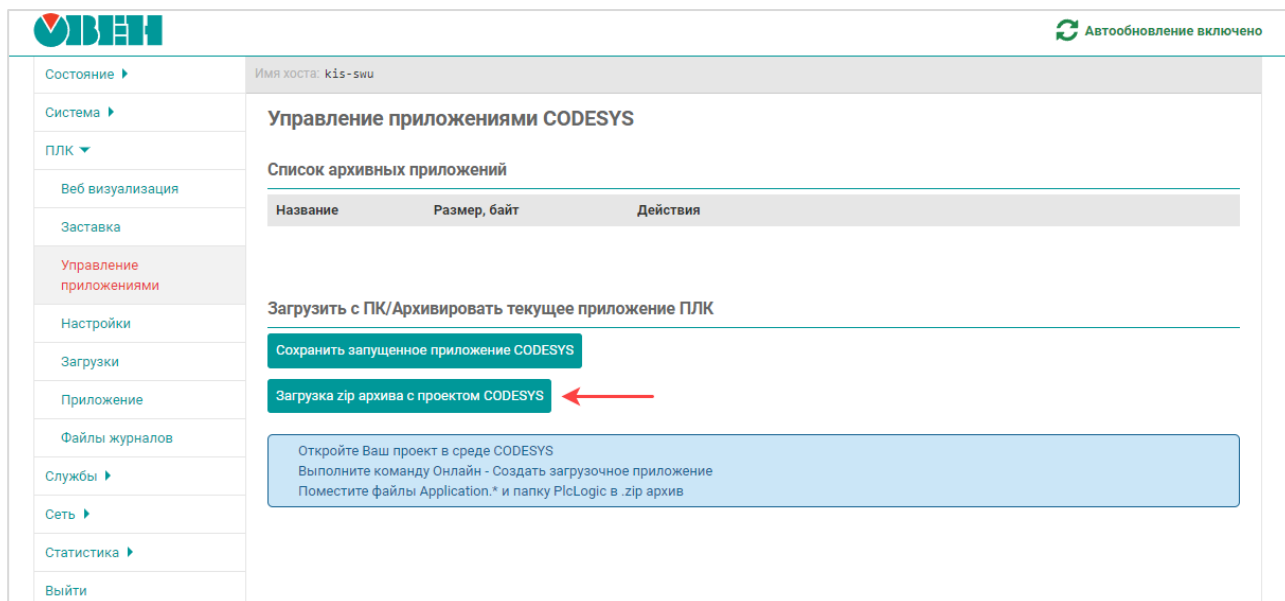 ОВЕН
Автообновление включено
Состояние
Имя хоста: kis-swu
Система
Управление приложениями CODESYS
ПЛК
Список архивных приложений
Веб визуализация
Название Размер, байт Действия
Заставка
Управление
приложениями
Загрузить с ПК/Архивировать текущее приложение ПЛК
Настройки
Сохранить запущенное приложение CODESYS
Загрузки
Загрузка zip архива с проектом CODESYS
Приложение
Файлы журналов
Откройте Ваш проект в среде CODESYS
Выполните команду Онлайн - Создать загрузочное приложение
Поместите файлы Application.* и папку PlcLogic в .zip архив
Службы
Сеть
Статистика
Выйти